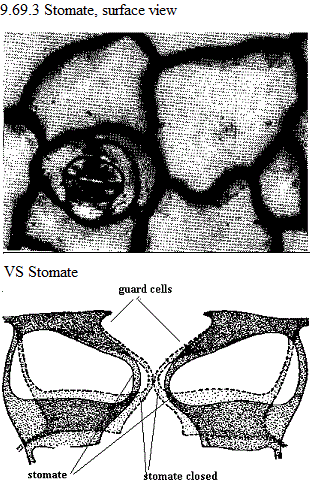 9.69.3 Stomate, surface view
VS Stomate
guard cells
stomate
stomate closed